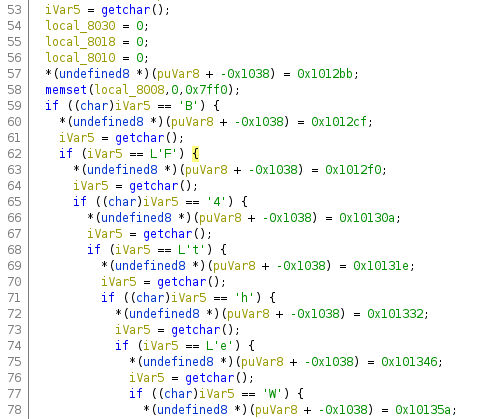 53 iVar5 = getchar();
54 local_8030 = 0;
55 local_8018 = 0;
56 local_8010 = 0;
57 *(undefined8 *)(puVar8 + -0x1038) = 0x1012bb;
58 memset(local_8008,0,0x7ff0);
59 if ((char)iVar5 == 'B') {
60 *(undefined8 *)(puVar8 + -0x1038) = 0x1012cf;
61 iVar5 = getchar();
62 if (iVar5 == L'F') {
63 *(undefined8 *)(puVar8 + -0x1038) = 0x1012f0;
64 iVar5 = getchar();
65 if ((char)iVar5 == '4') {
66 *(undefined8 *)(puVar8 + -0x1038) = 0x10130a;
67 iVar5 = getchar();
68 if (iVar5 == L't') {
69 *(undefined8 *)(puVar8 + -0x1038) = 0x10131e;
70 iVar5 = getchar();
71 if ((char)iVar5 == 'h') {
72 *(undefined8 *)(puVar8 + -0x1038) = 0x101332;
73 iVar5 = getchar();
74 if (iVar5 == L'e') {
75 *(undefined8 *)(puVar8 + -0x1038) = 0x101346;
76 iVar5 = getchar();
77 if ((char)iVar5 == 'W') {
78 *(undefined8 *)(puVar8 + -0x1038) = 0x10135a;